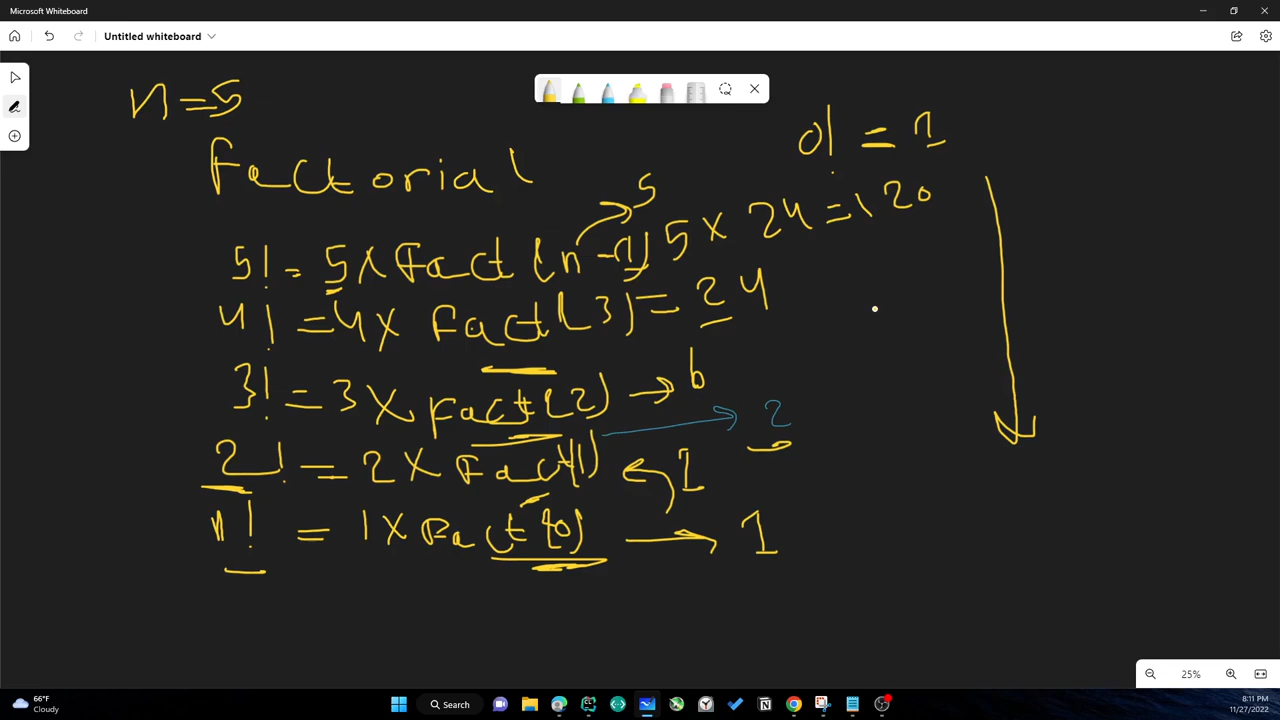 Microsoft Whiteboard
Untitled whiteboard
n=5
0! = 1
factorial
5
5! = 5 X Fact (n-1) 5 X 24 = 120
4! = 4 X fact(3) = 24
3! = 3 X fact(2) → 6
2
2! = 2 X Fact(1) 1
1! = 1 X Fact(0) → 1
25%
66°F
Cloudy
Search
8:11 PM
11/27/2022